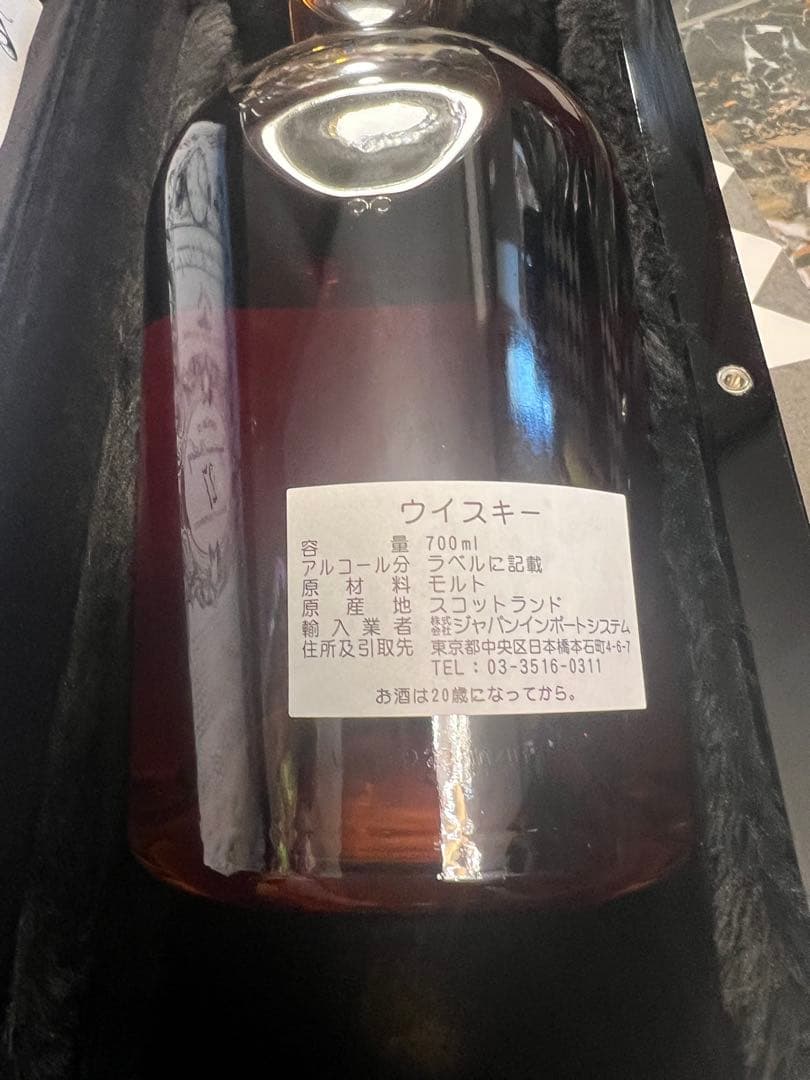 ウイスキー
容量 700ml
アルコール分 ラベルに記載
原材料 モルト
原産地 スコットランド
輸入業者 株式会社ジャパンインポートシステム
住所及引取先 東京都中央区日本橋本石町4-6-7
TEL：03-3516-0311
お酒は20歳になってから。